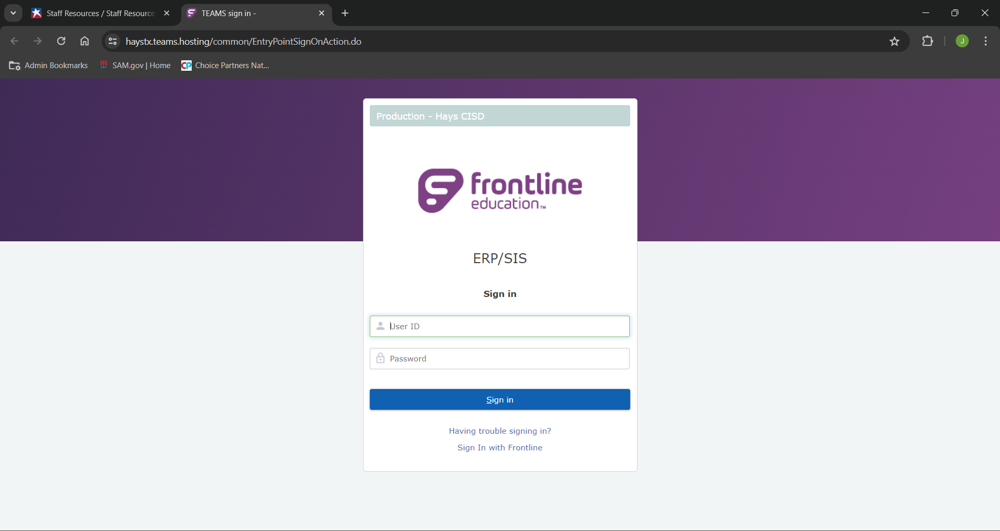 Staff Resources / Staff Resource
TEAMS sign in -
haystx.teams.hosting/common/EntryPointSignOnAction.do
J
Admin Bookmarks
SAM.gov | Home
CP
Choice Partners Nat...
Production - Hays CISD
frontline
education™
ERP/SIS
Sign in
User ID
Password
Sign in
Having trouble signing in?
Sign In with Frontline